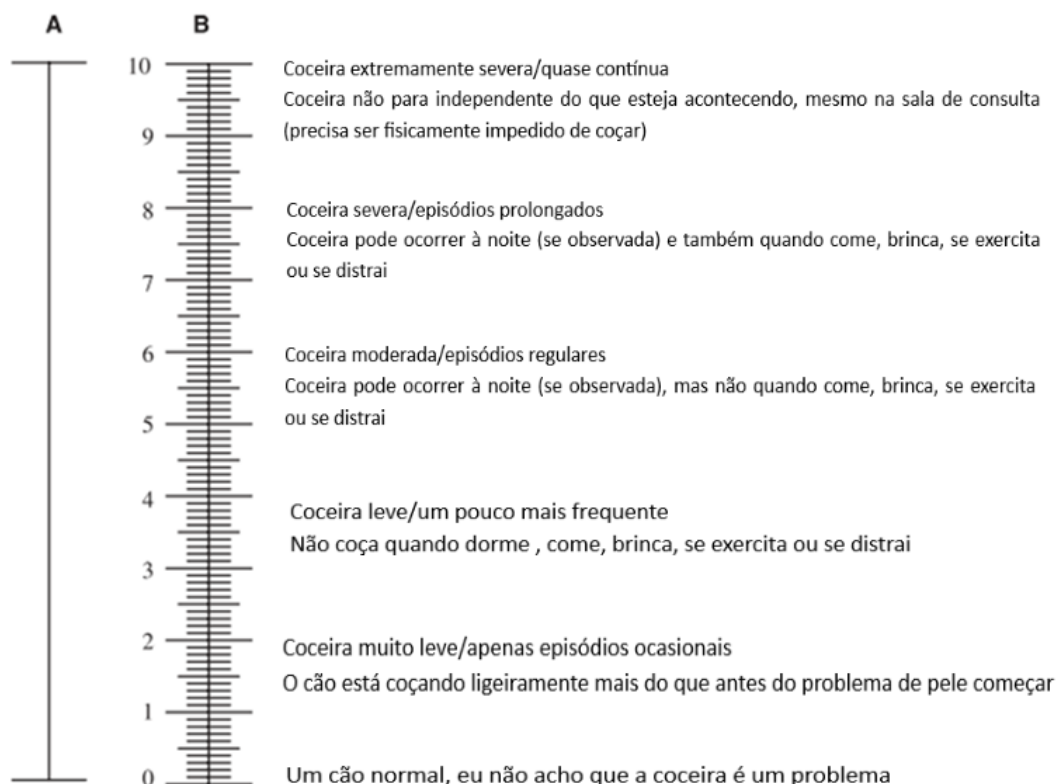 A B
10 Coceira extremamente severa/quase contínua
Coceira não para independente do que esteja acontecendo, mesmo na sala de consulta
9 (precisa ser fisicamente impedido de coçar)
8 Coceira severa/episódios prolongados
Coceira pode ocorrer à noite (se observada) e também quando come, brinca, se exercita
7 ou se distrai
6 Coceira moderada/episódios regulares
Coceira pode ocorrer à noite (se observada), mas não quando come, brinca, se exercita
5 ou se distrai
4 Coceira leve/um pouco mais frequente
Não coça quando dorme , come, brinca, se exercita ou se distrai
3
2 Coceira muito leve/apenas episódios ocasionais
O cão está coçando ligeiramente mais do que antes do problema de pele começar
1
0 Um cão normal, eu não acho que a coceira é um problema